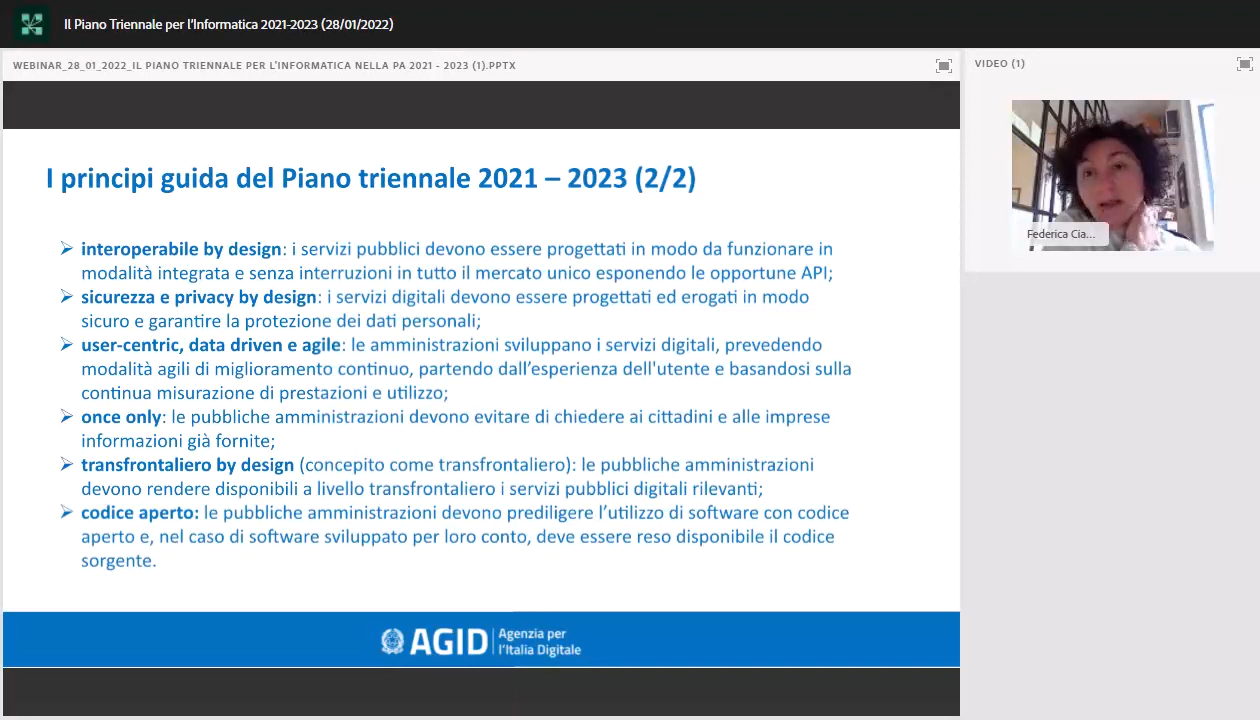 Il Piano Triennale per l'Informatica 2021-2023 (28/01/2022)
WEBINAR_28_01_2022_IL PIANO TRIENNALE PER L'INFORMATICA NELLA PA 2021 - 2023 (1).PPTX
VIDEO (1)
I principi guida del Piano triennale 2021 – 2023 (2/2)
➢ interoperabile by design: i servizi pubblici devono essere progettati in modo da funzionare in
modalità integrata e senza interruzioni in tutto il mercato unico esponendo le opportune API;
➢ sicurezza e privacy by design: i servizi digitali devono essere progettati ed erogati in modo
sicuro e garantire la protezione dei dati personali;
➢ user-centric, data driven e agile: le amministrazioni sviluppano i servizi digitali, prevedendo
modalità agili di miglioramento continuo, partendo dall’esperienza dell'utente e basandosi sulla
continua misurazione di prestazioni e utilizzo;
➢ once only: le pubbliche amministrazioni devono evitare di chiedere ai cittadini e alle imprese
informazioni già fornite;
➢ transfrontaliero by design (concepito come transfrontaliero): le pubbliche amministrazioni
devono rendere disponibili a livello transfrontaliero i servizi pubblici digitali rilevanti;
➢ codice aperto: le pubbliche amministrazioni devono prediligere l’utilizzo di software con codice
aperto e, nel caso di software sviluppato per loro conto, deve essere reso disponibile il codice
sorgente.
Federica Cia...
AGID
Agenzia per
l'Italia Digitale